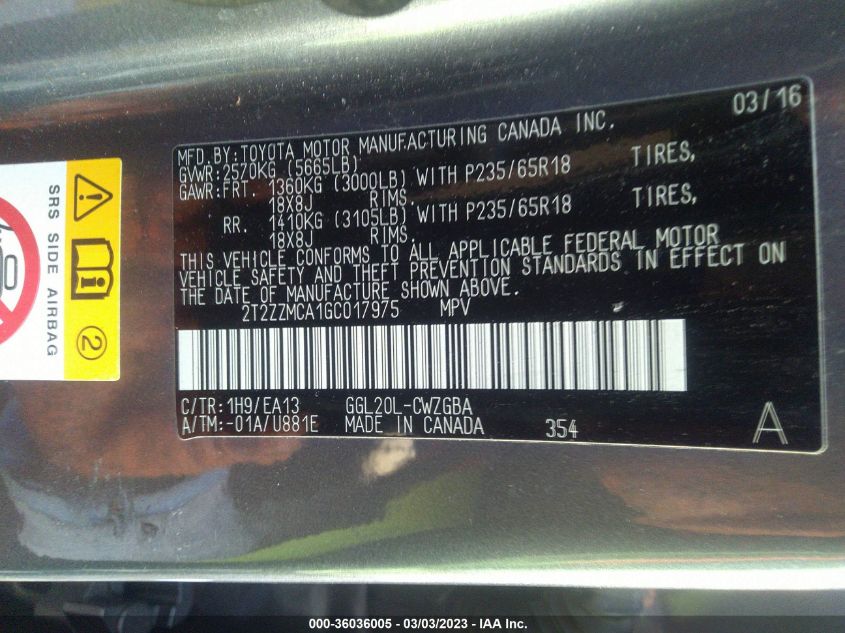 03/16
MFD.BY:TOYOTA MOTOR MANUFACTURING CANADA INC.
GVWR:2570KG (5665LB)
GAWR:FRT. 1360KG (3000LB) WITH P235/65R18 TIRES,
18X8J RIMS.
RR. 1410KG (3105LB) WITH P235/65R18 TIRES,
18X8J RIMS.
THIS VEHICLE CONFORMS TO ALL APPLICABLE FEDERAL MOTOR
VEHICLE SAFETY AND THEFT PREVENTION STANDARDS IN EFFECT ON
THE DATE OF MANUFACTURE SHOWN ABOVE.
2T2ZZMCA1GC017975 MPV
C/TR: 1H9/EA13 GGL20L-CWZGBA
A/TM:-01A/U881E MADE IN CANADA 354
A
SRS SIDE AIRBAG
2
000-36036005 - 03/03/2023 - IAA Inc.